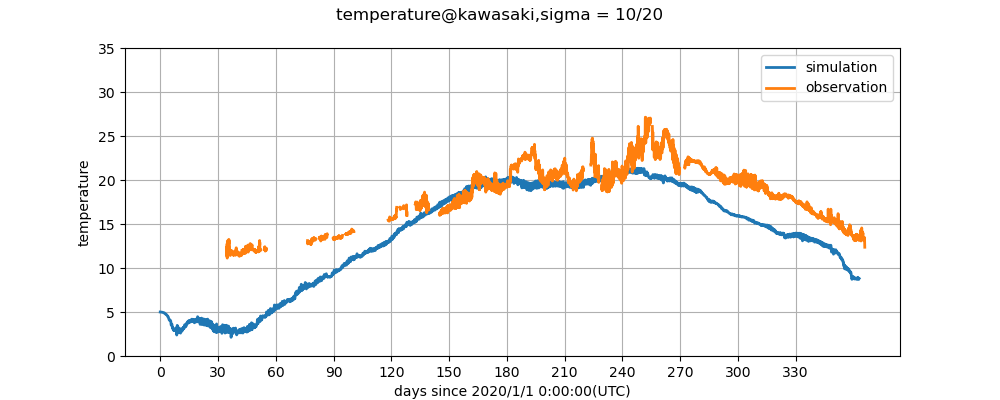 temperature@kawasaki,sigma = 10/20
35
30
25
20
15
10
5
0
temperature
simulation
observation
0 30 60 90 120 150 180 210 240 270 300 330
days since 2020/1/1 0:00:00(UTC)